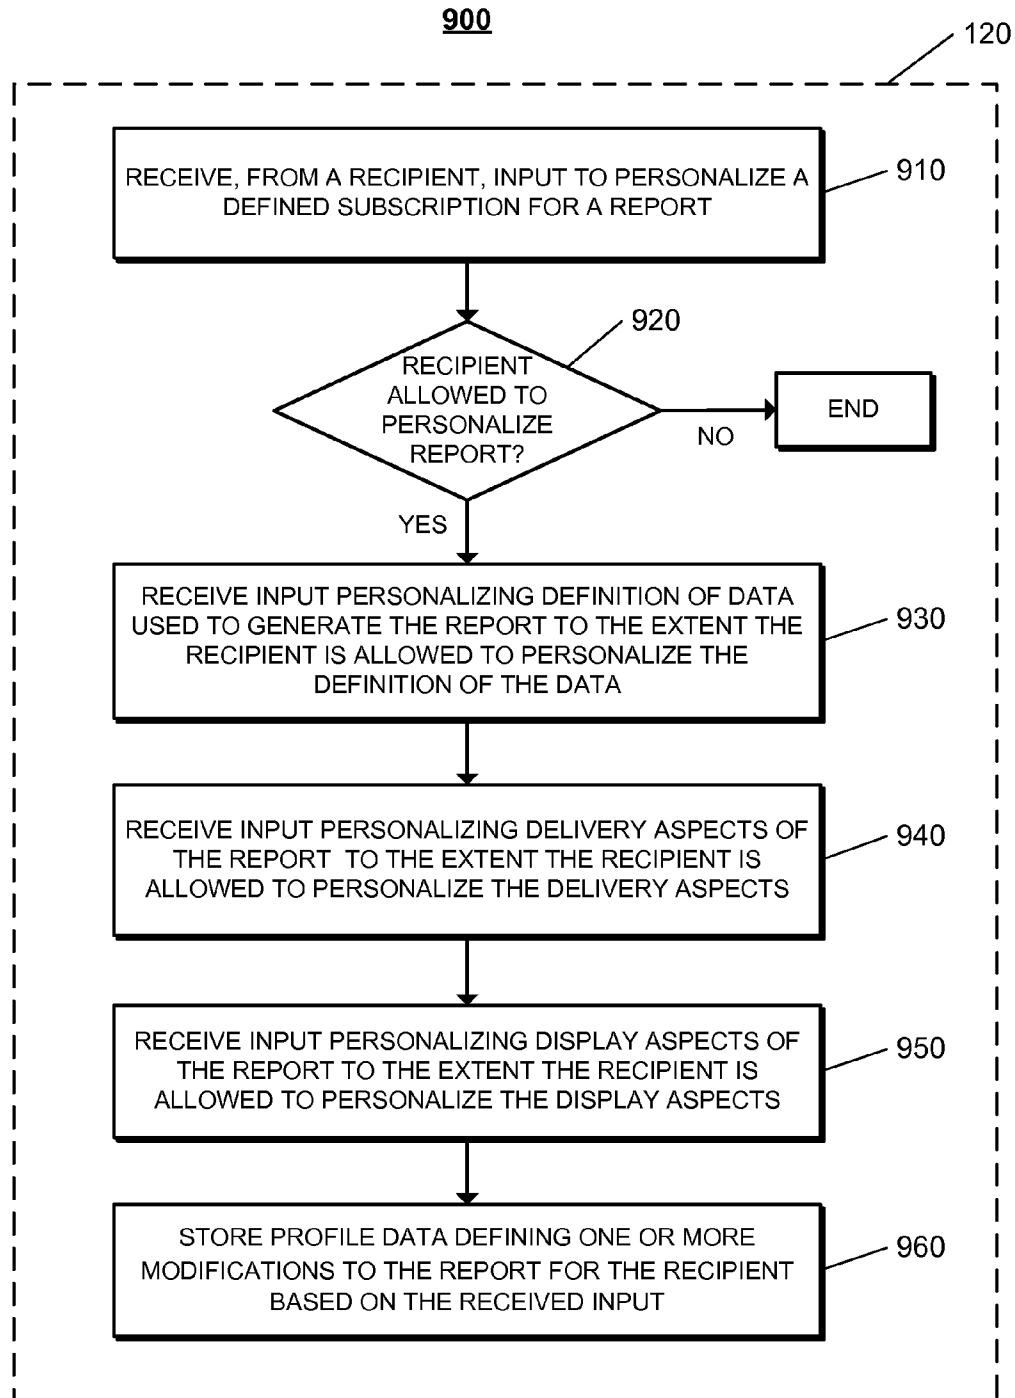 900
120
RECEIVE, FROM A RECIPIENT, INPUT TO PERSONALIZE A
DEFINED SUBSCRIPTION FOR A REPORT
910
920
RECIPIENT
ALLOWED TO
PERSONALIZE
REPORT?
END
NO
YES
RECEIVE INPUT PERSONALIZING DEFINITION OF DATA
USED TO GENERATE THE REPORT TO THE EXTENT THE
RECIPIENT IS ALLOWED TO PERSONALIZE THE
DEFINITION OF THE DATA
930
RECEIVE INPUT PERSONALIZING DELIVERY ASPECTS OF
THE REPORT TO THE EXTENT THE RECIPIENT IS
ALLOWED TO PERSONALIZE THE DELIVERY ASPECTS
940
RECEIVE INPUT PERSONALIZING DISPLAY ASPECTS OF
THE REPORT TO THE EXTENT THE RECIPIENT IS
ALLOWED TO PERSONALIZE THE DISPLAY ASPECTS
950
STORE PROFILE DATA DEFINING ONE OR MORE
MODIFICATIONS TO THE REPORT FOR THE RECIPIENT
BASED ON THE RECEIVED INPUT
960